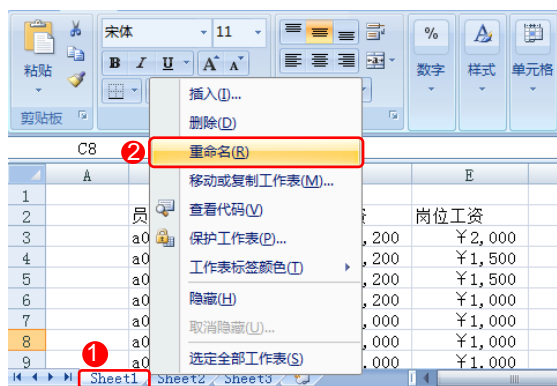 宋体 11
B I U A A
粘贴
% A
数字 样式 单元格
剪贴板
C8
插入(I)...
删除(D)
2 重命名(R)
移动或复制工作表(M)...
查看代码(V)
保护工作表(P)...
工作表标签颜色(T)
隐藏(H)
取消隐藏(U)...
选定全部工作表(S)
A E
1
2 员 岗位工资
3 a0 ,200 ¥2,000
4 a0 ,200 ¥1,500
5 a0 ,200 ¥1,500
6 a0 ,200 ¥1,000
7 a0 ,000 ¥1,000
8 a0 ,000 ¥1,000
9 a0 .000 ¥1.000
1
Sheet1 Sheet2 Sheet3